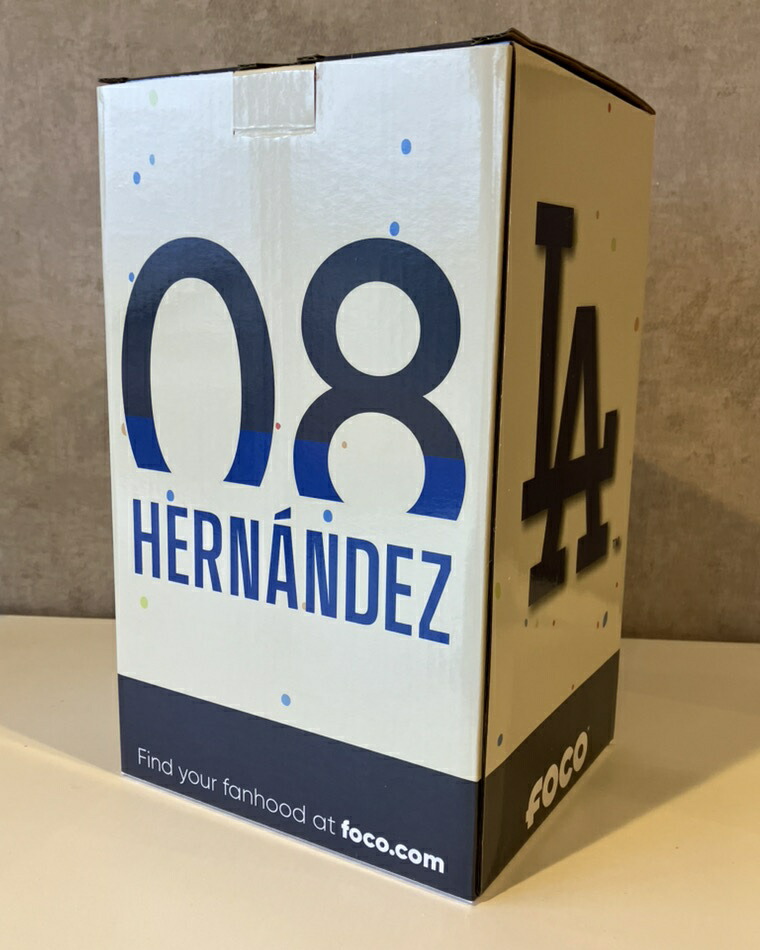 08
HERNÁNDEZ
Find your fanhood at foco.com
LA
FOCO